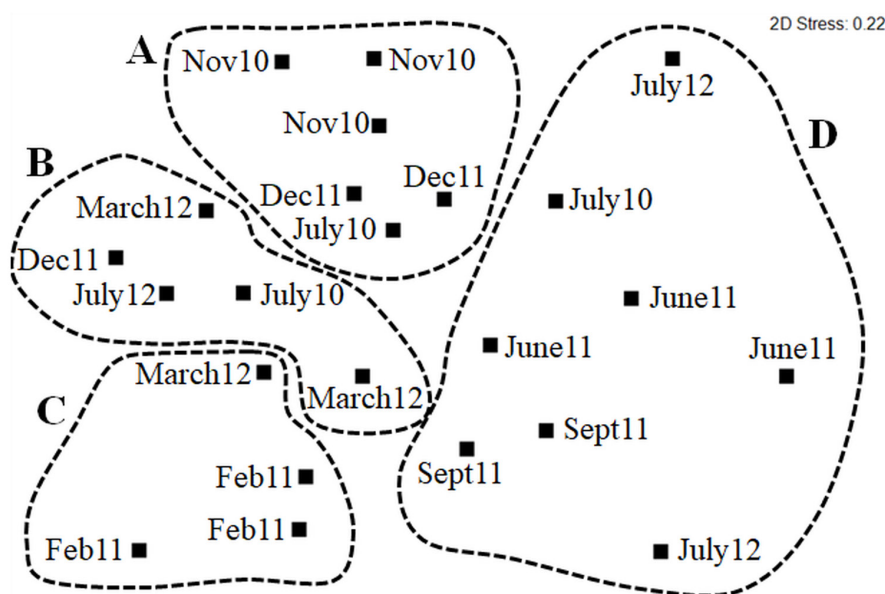 2D Stress: 0.22
A
Nov10
Nov10
Nov10
Dec11
Dec11
July10
B
March12
Dec11
July12
July10
March12
C
March12
Feb11
Feb11
Feb11
D
July12
July10
June11
June11
June11
Sept11
Sept11
July12